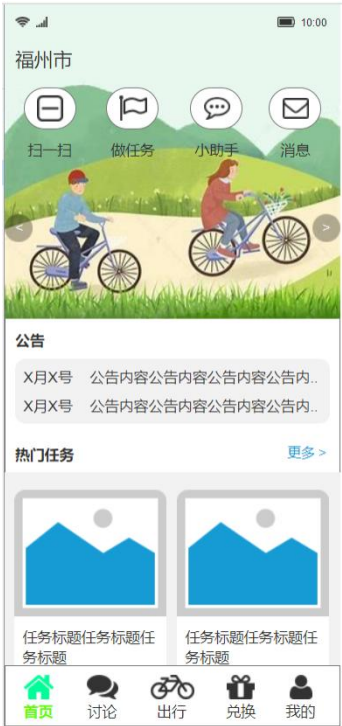 10:00
福州市
扫一扫 做任务 小助手 消息
< >
公告
X月X号 公告内容公告内容公告内容公告内..
X月X号 公告内容公告内容公告内容公告内..
热门任务 更多 >
任务标题任务标题任务标题 任务标题任务标题任务标题
首页 讨论 出行 兑换 我的